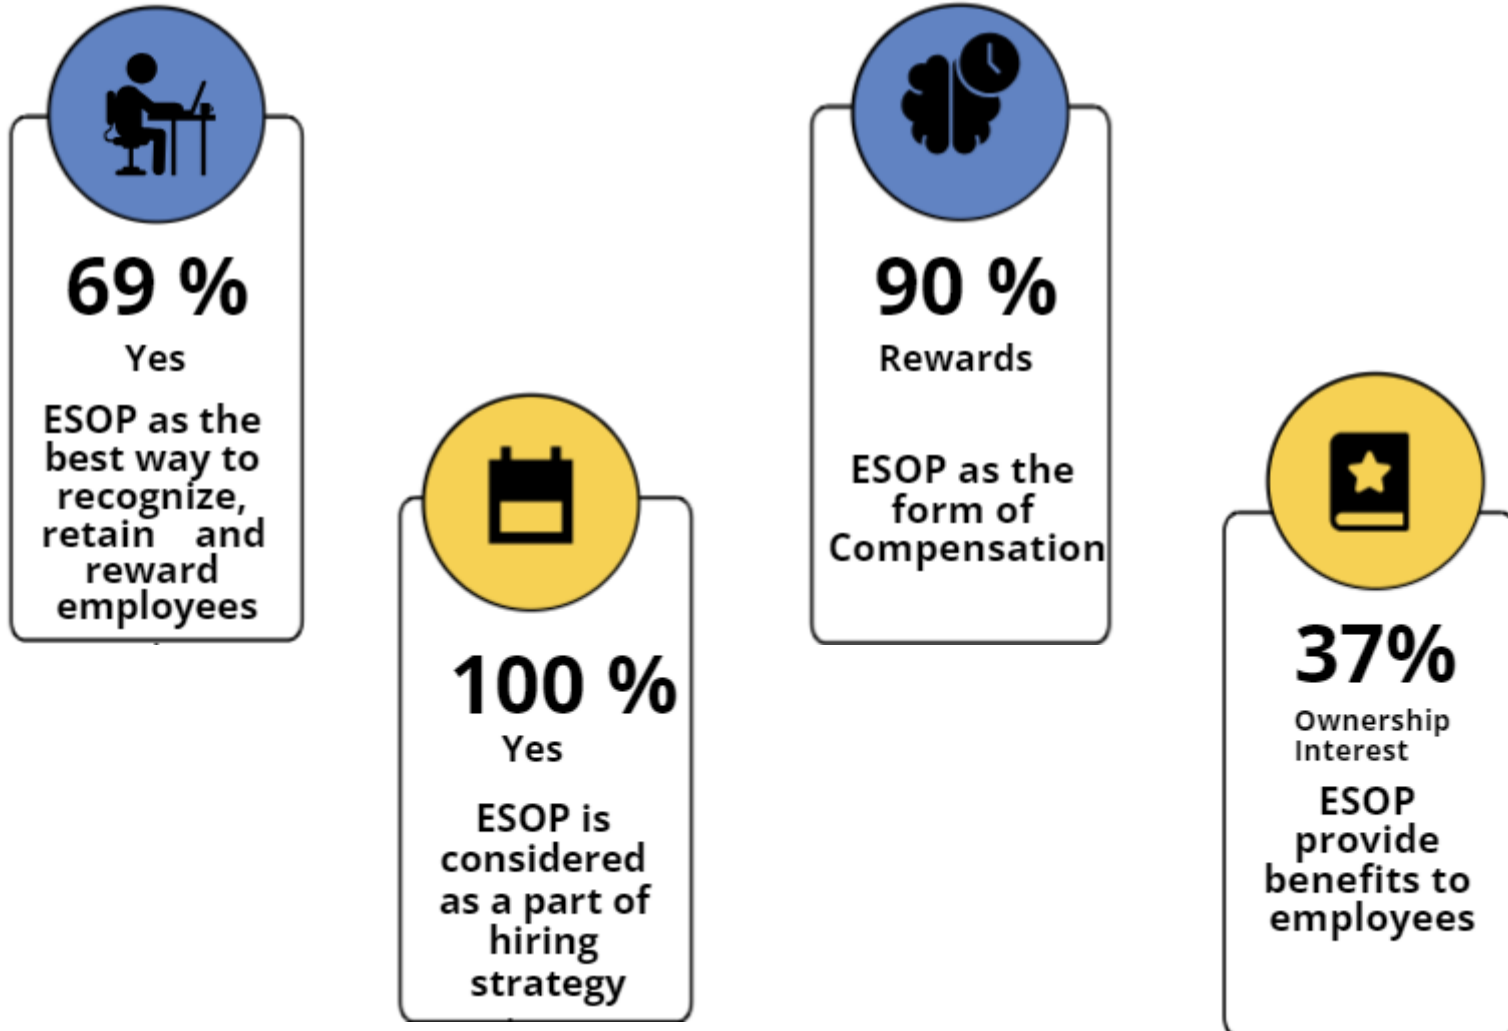 69 %
Yes
ESOP as the
best way to
recognize,
retain and
reward
employees
100 %
Yes
ESOP is
considered
as a part of
hiring
strategy
90 %
Rewards
ESOP as the
form of
Compensation
37%
Ownership
Interest
ESOP
provide
benefits to
employees